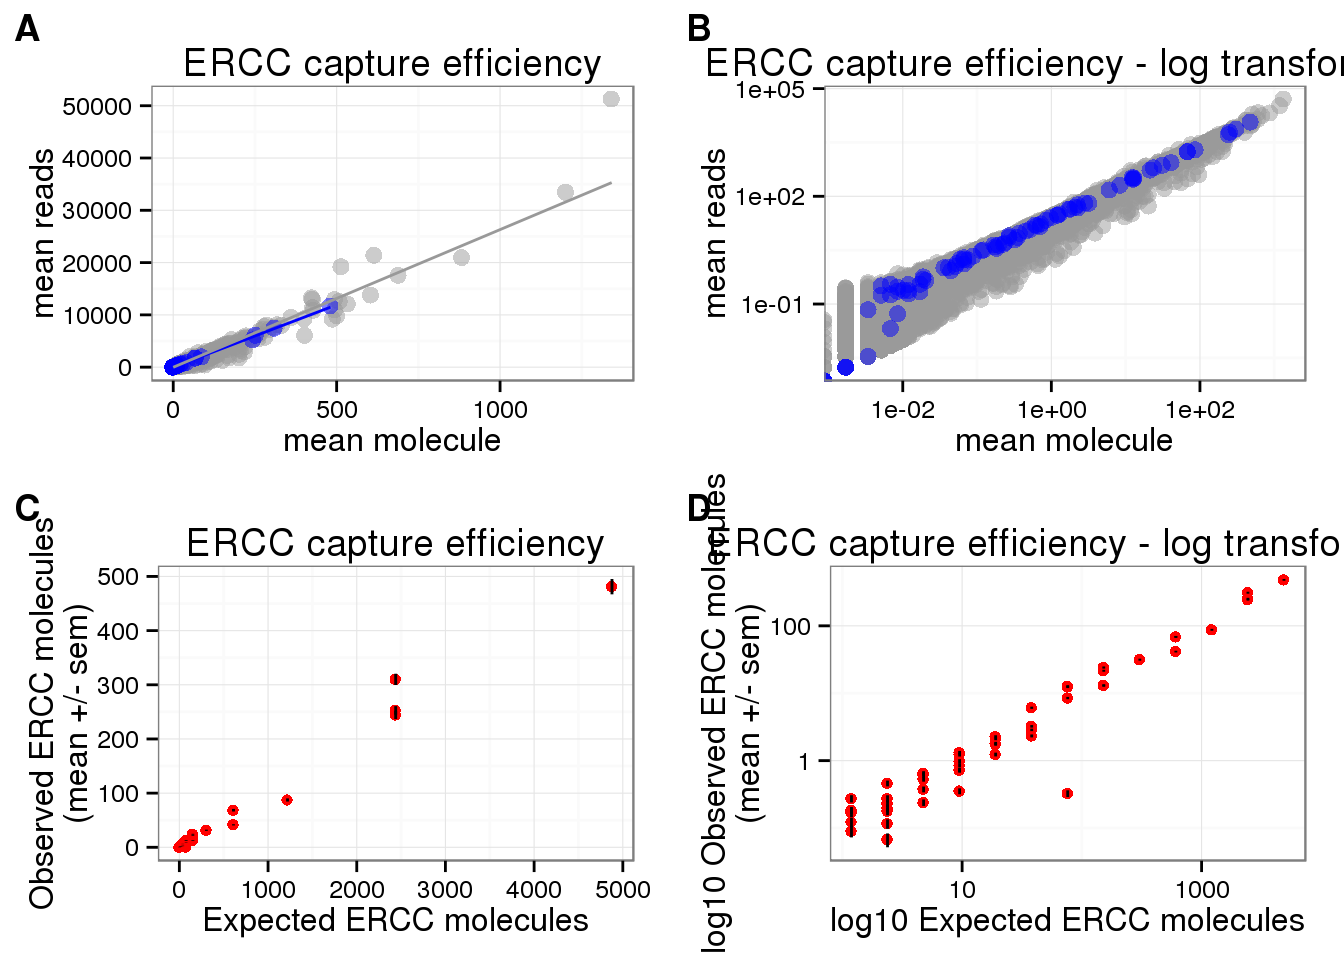 A
ERCC capture efficiency
mean reads
50000
40000
30000
20000
10000
0
0
500
1000
mean molecule
B
ERCC capture efficiency - log transfor
mean reads
1e+05
1e+02
1e-01
1e-02
1e+00
1e+02
mean molecule
C
ERCC capture efficiency
Observed ERCC molecules
(mean +/- sem)
500
400
300
200
100
0
0
1000
2000
3000
4000
5000
Expected ERCC molecules
D
ERCC capture efficiency - log transfo
log10 Observed ERCC molecules
(mean +/- sem)
100
1
10
1000
log10 Expected ERCC molecules